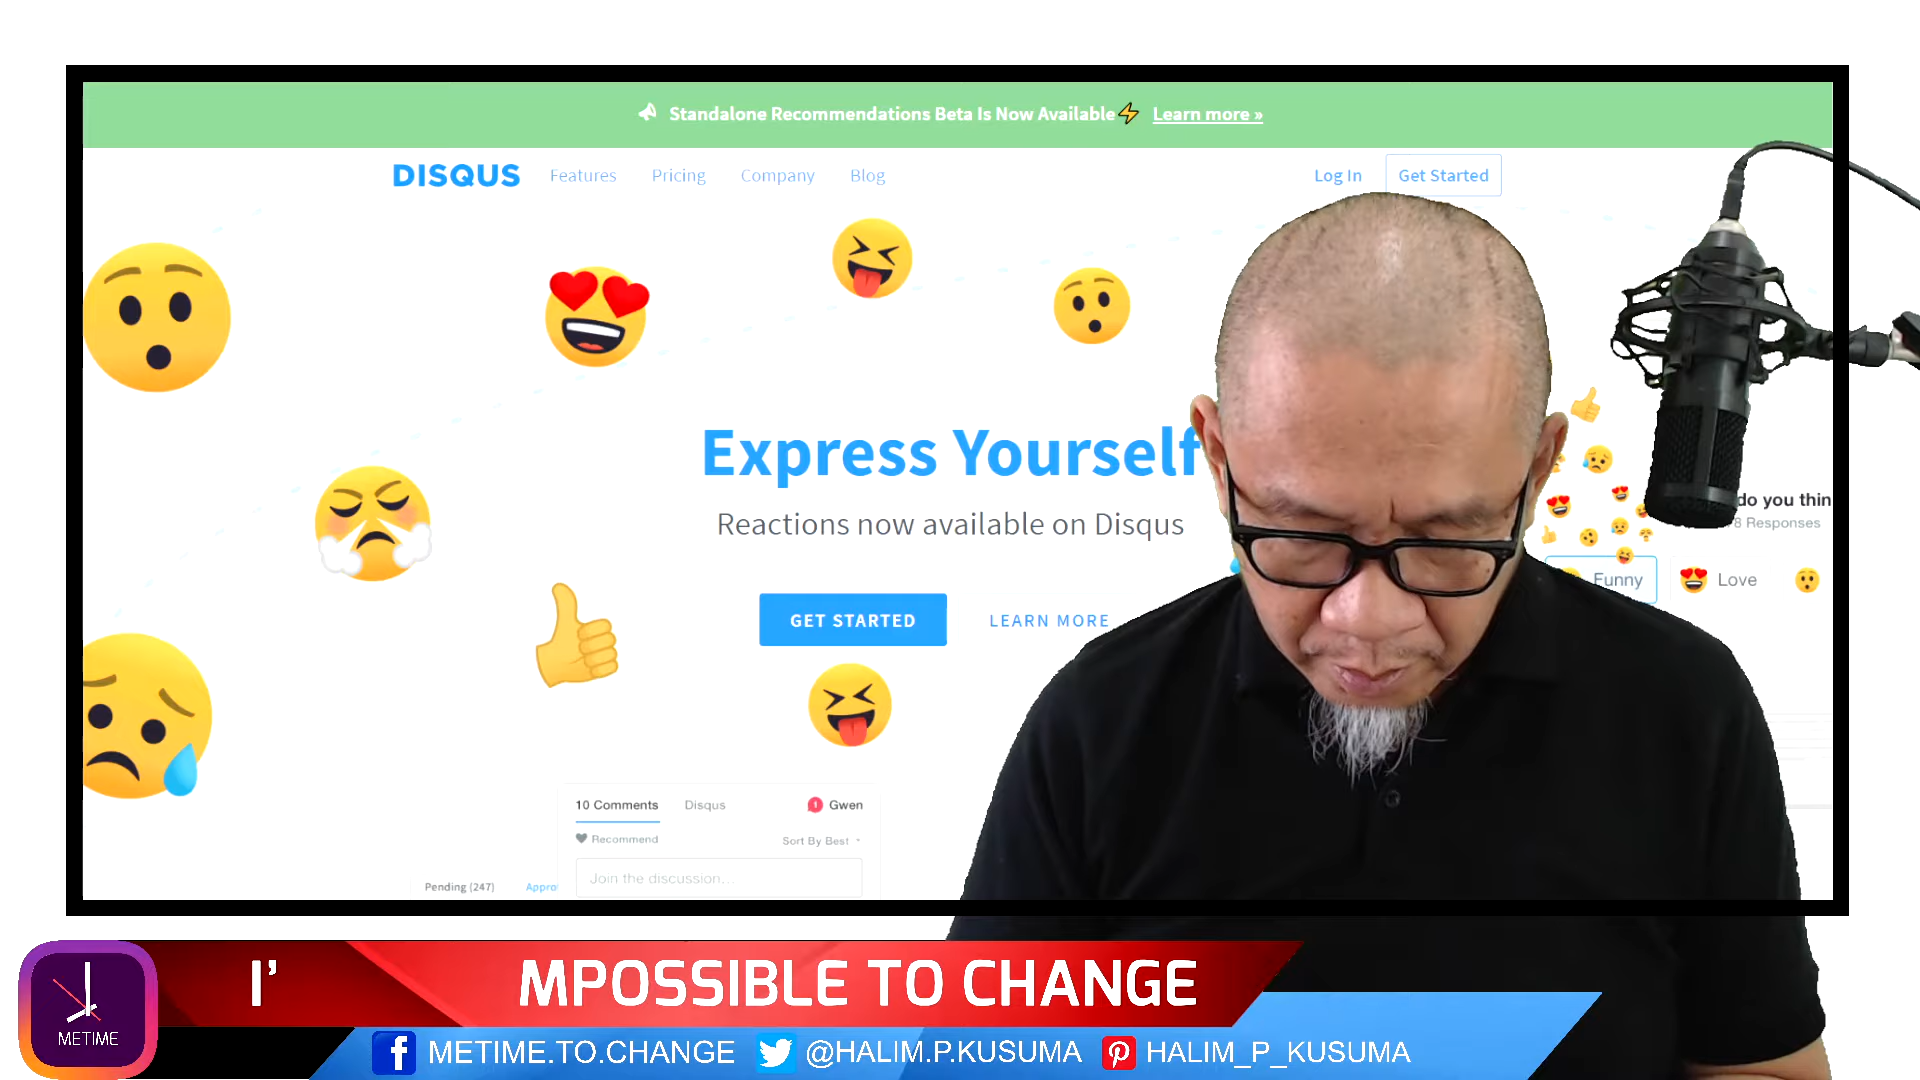 Standalone Recommendations Beta Is Now Available⚡ Learn more »
DISQUS Features Pricing Company Blog Log In Get Started
Express Yourself
Reactions now available on Disqus
GET STARTED LEARN MORE
do you thin
8 Responses
Funny Love
10 Comments Disqus 1 Gwen
Recommend Sort By Best
Join the discussion...
Pending (247) Appro
I' MPOSSIBLE TO CHANGE
METIME
METIME.TO.CHANGE @HALIM.P.KUSUMA HALIM_P_KUSUMA